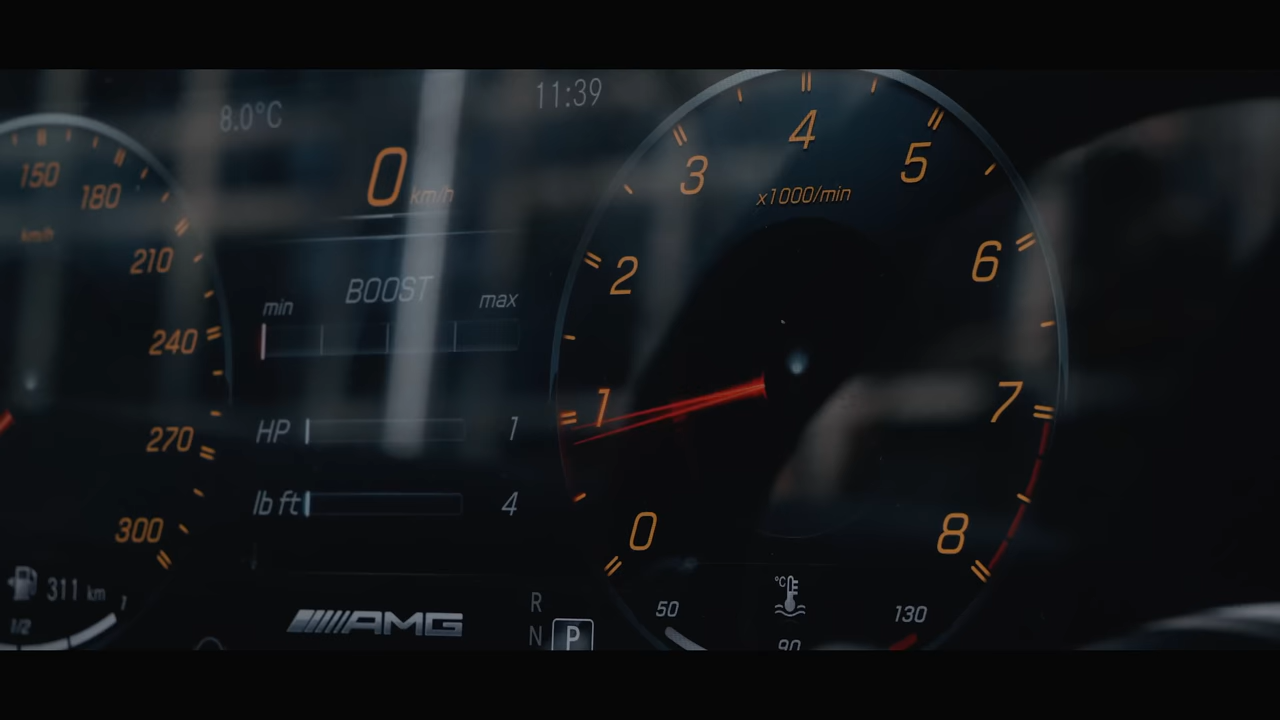 8.0°C
11:39
150
180
210
240
270
300
km/h
311 km
1/2
1
0 km/h
BOOST
min
max
HP
1
lb ft
4
AMG
R
N
P
0
1
2
3
4
5
6
7
8
x1000/min
°C
50
90
130